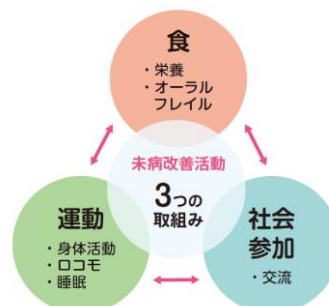 食
・栄養
・オーラル
フレイル
未病改善活動
3つの
取組み
運動
・身体活動
・ロコモ
・睡眠
社会
参加
・交流